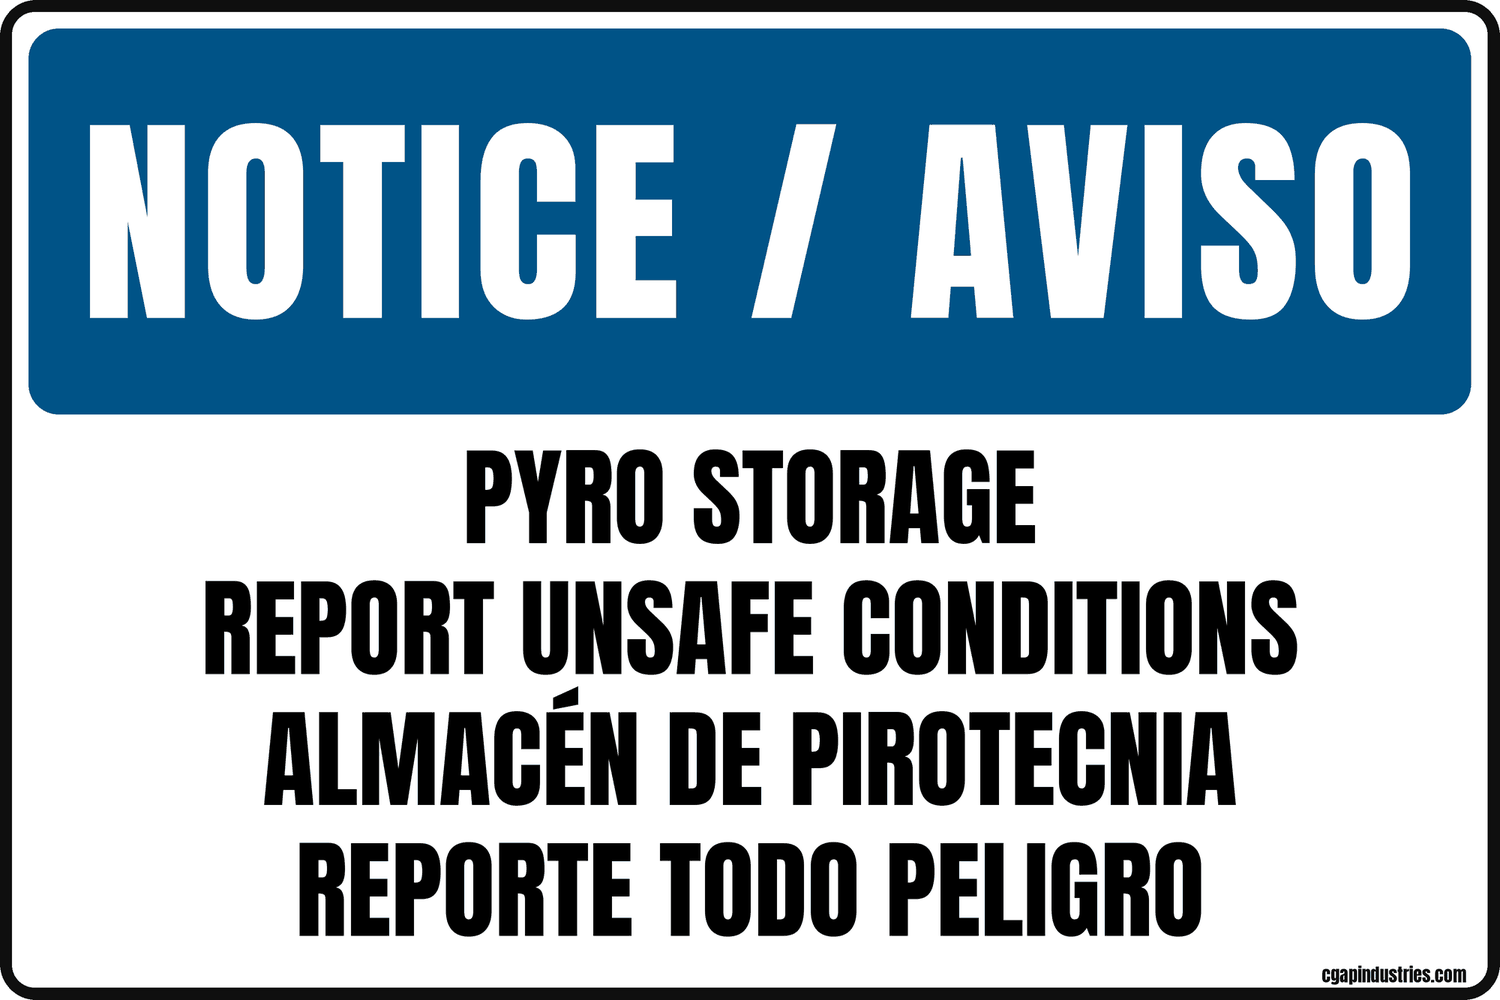 NOTICE / AVISO
PYRO STORAGE
REPORT UNSAFE CONDITIONS
ALMACÉN DE PIROTECNIA
REPORTE TODO PELIGRO
cgapindustries.com